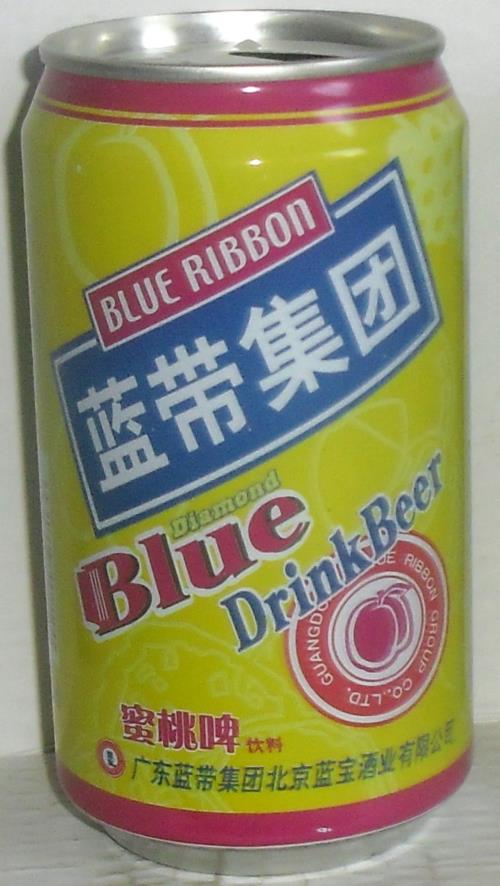 BLUE RIBBON
蓝带集团
Diamond
Blue
DrinkBeer
GUANGDO
UE RIBBON GROUP CO.,LTD.
蜜桃啤 饮料
广东蓝带集团北京蓝宝酒业有限公司